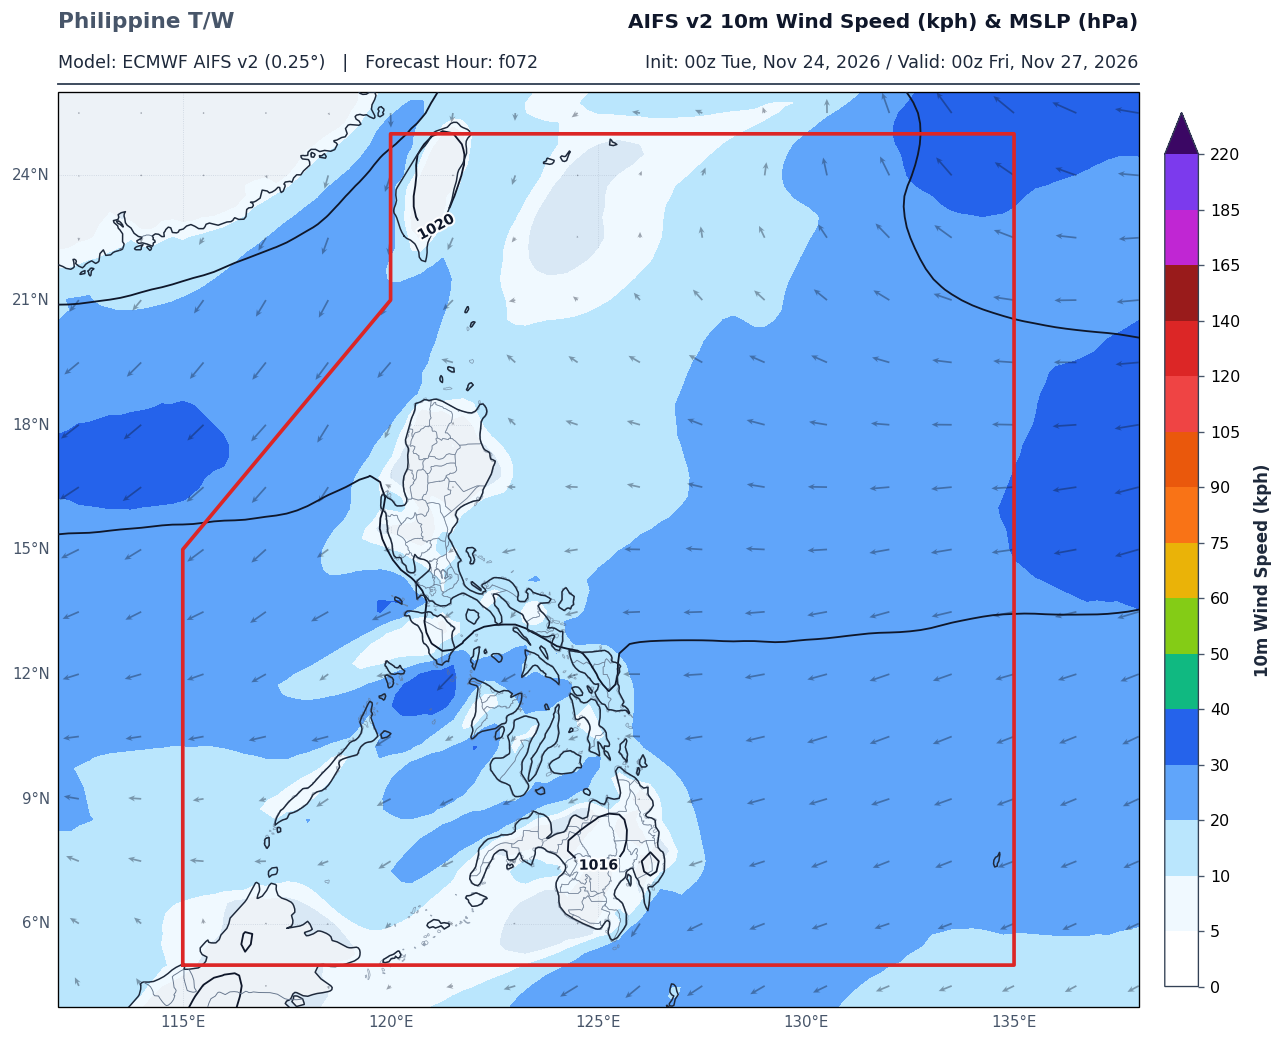 Philippine T/W
AIFS v2 10m Wind Speed (kph) & MSLP (hPa)
Model: ECMWF AIFS v2 (0.25°) | Forecast Hour: f072
Init: 00z Tue, Nov 24, 2026 / Valid: 00z Fri, Nov 27, 2026
24°N
21°N
18°N
15°N
12°N
9°N
6°N
1020
1016
115°E
120°E
125°E
130°E
135°E
220
185
165
140
120
105
90
75
60
50
40
30
20
10
5
0
10m Wind Speed (kph)